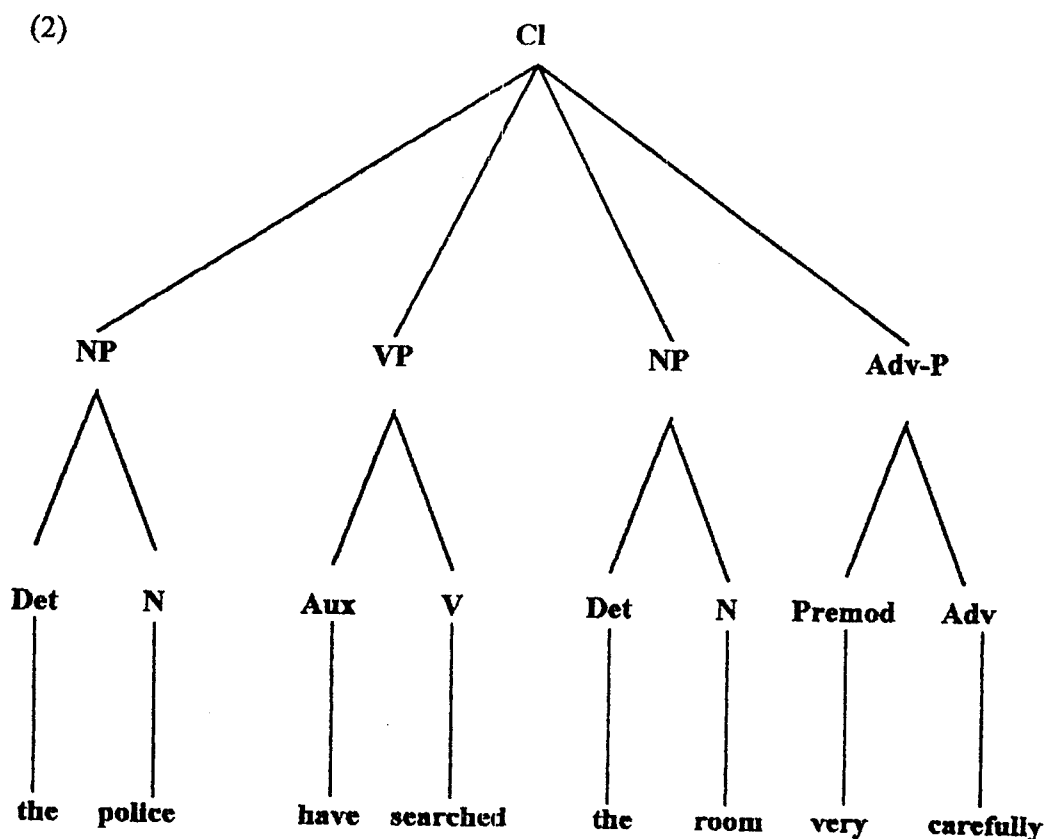 (2)
Cl
NP VP NP Adv-P
Det N Aux V Det N Premod Adv
the police have searched the room very carefully